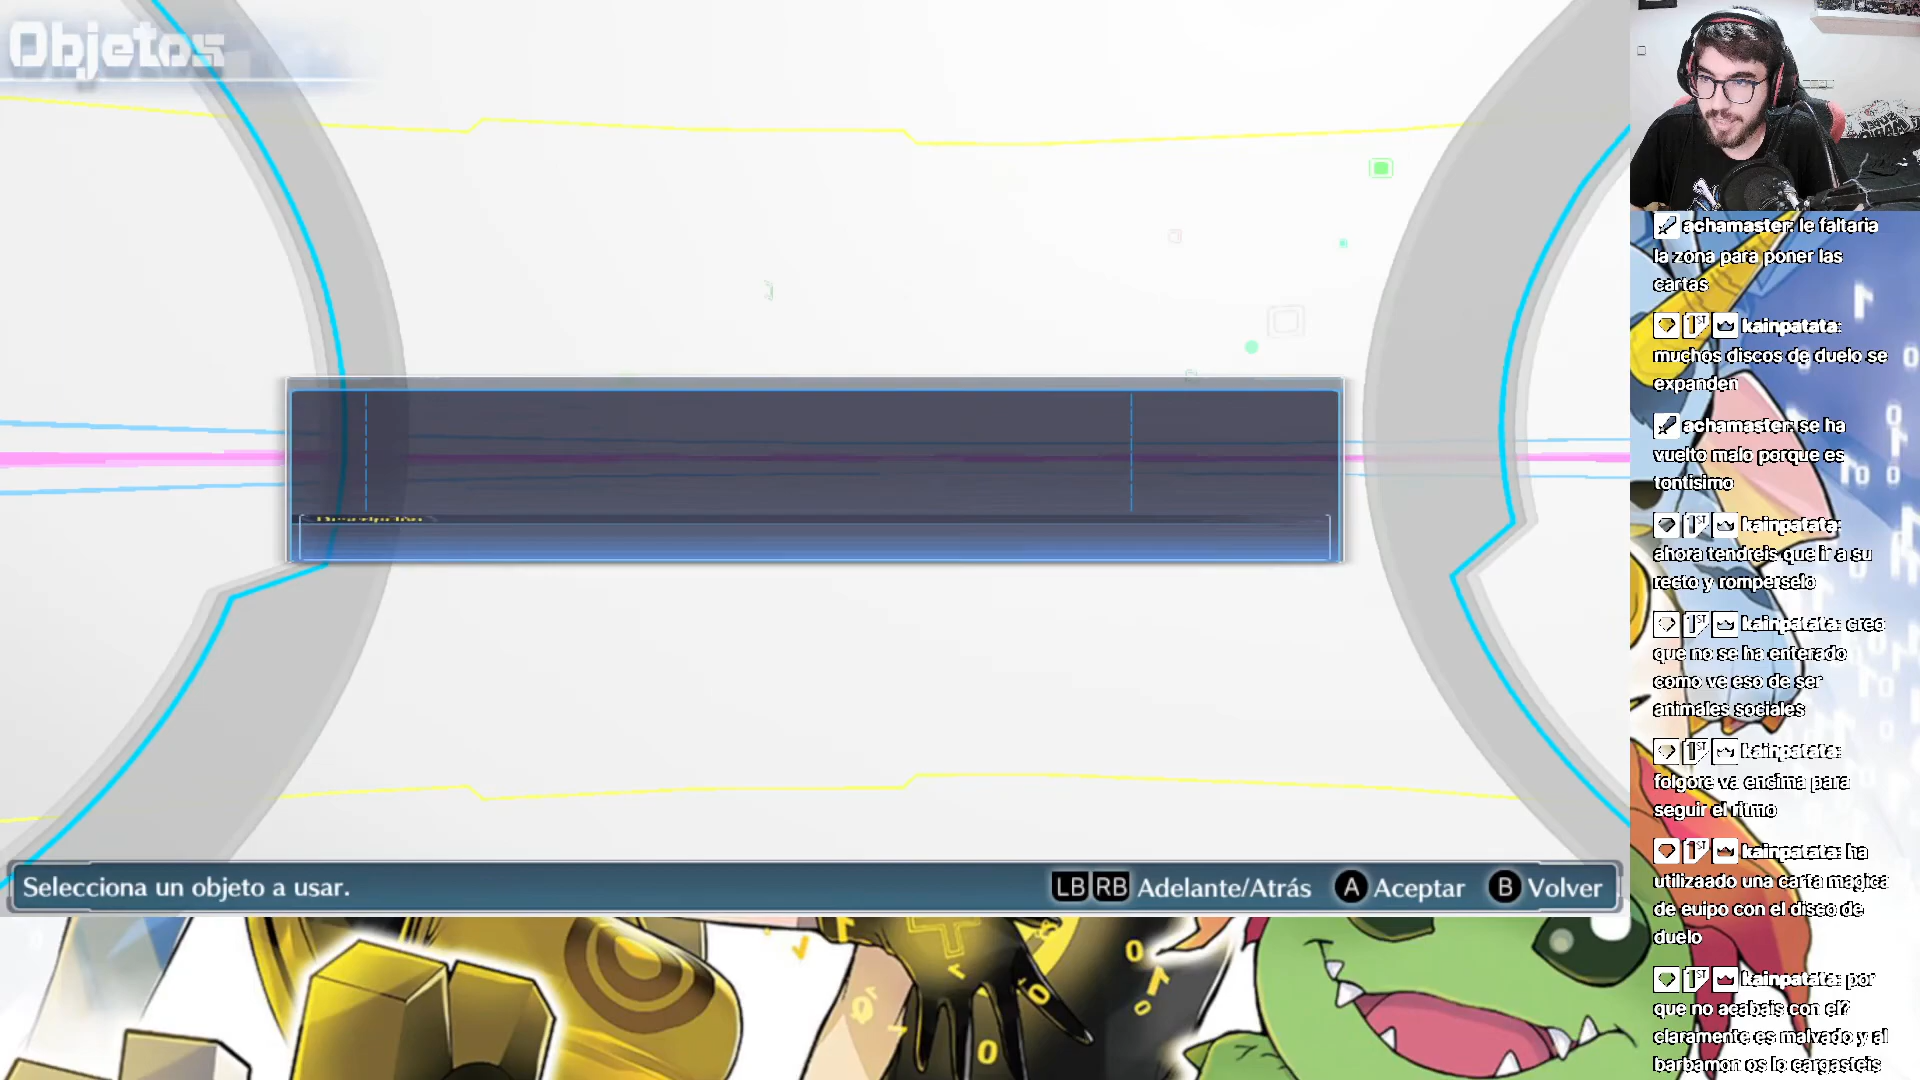 Objetos
Selecciona un objeto a usar.
LB RB Adelante/Atrás A Aceptar B Volver
achamaster: le faltaria
la zona para poner las
cartas
kainpatata:
muchos discos de duelo se
expanden
achamaster: se ha
vuelto malo porque es
tontisimo
kainpatata:
ahora tendreis que ir a su
recto y romperselo
kainpatata: creo
que no se ha enterado
como ve eso de ser
animales sociales
kainpatata:
folgore va encima para
seguir el ritmo
kainpatata: ha
utilizaado una carta magica
de euipo con el disco de
duelo
kainpatata: por
que no acabais con el?
claramente es malvado y al
barbamon os lo cargasteis